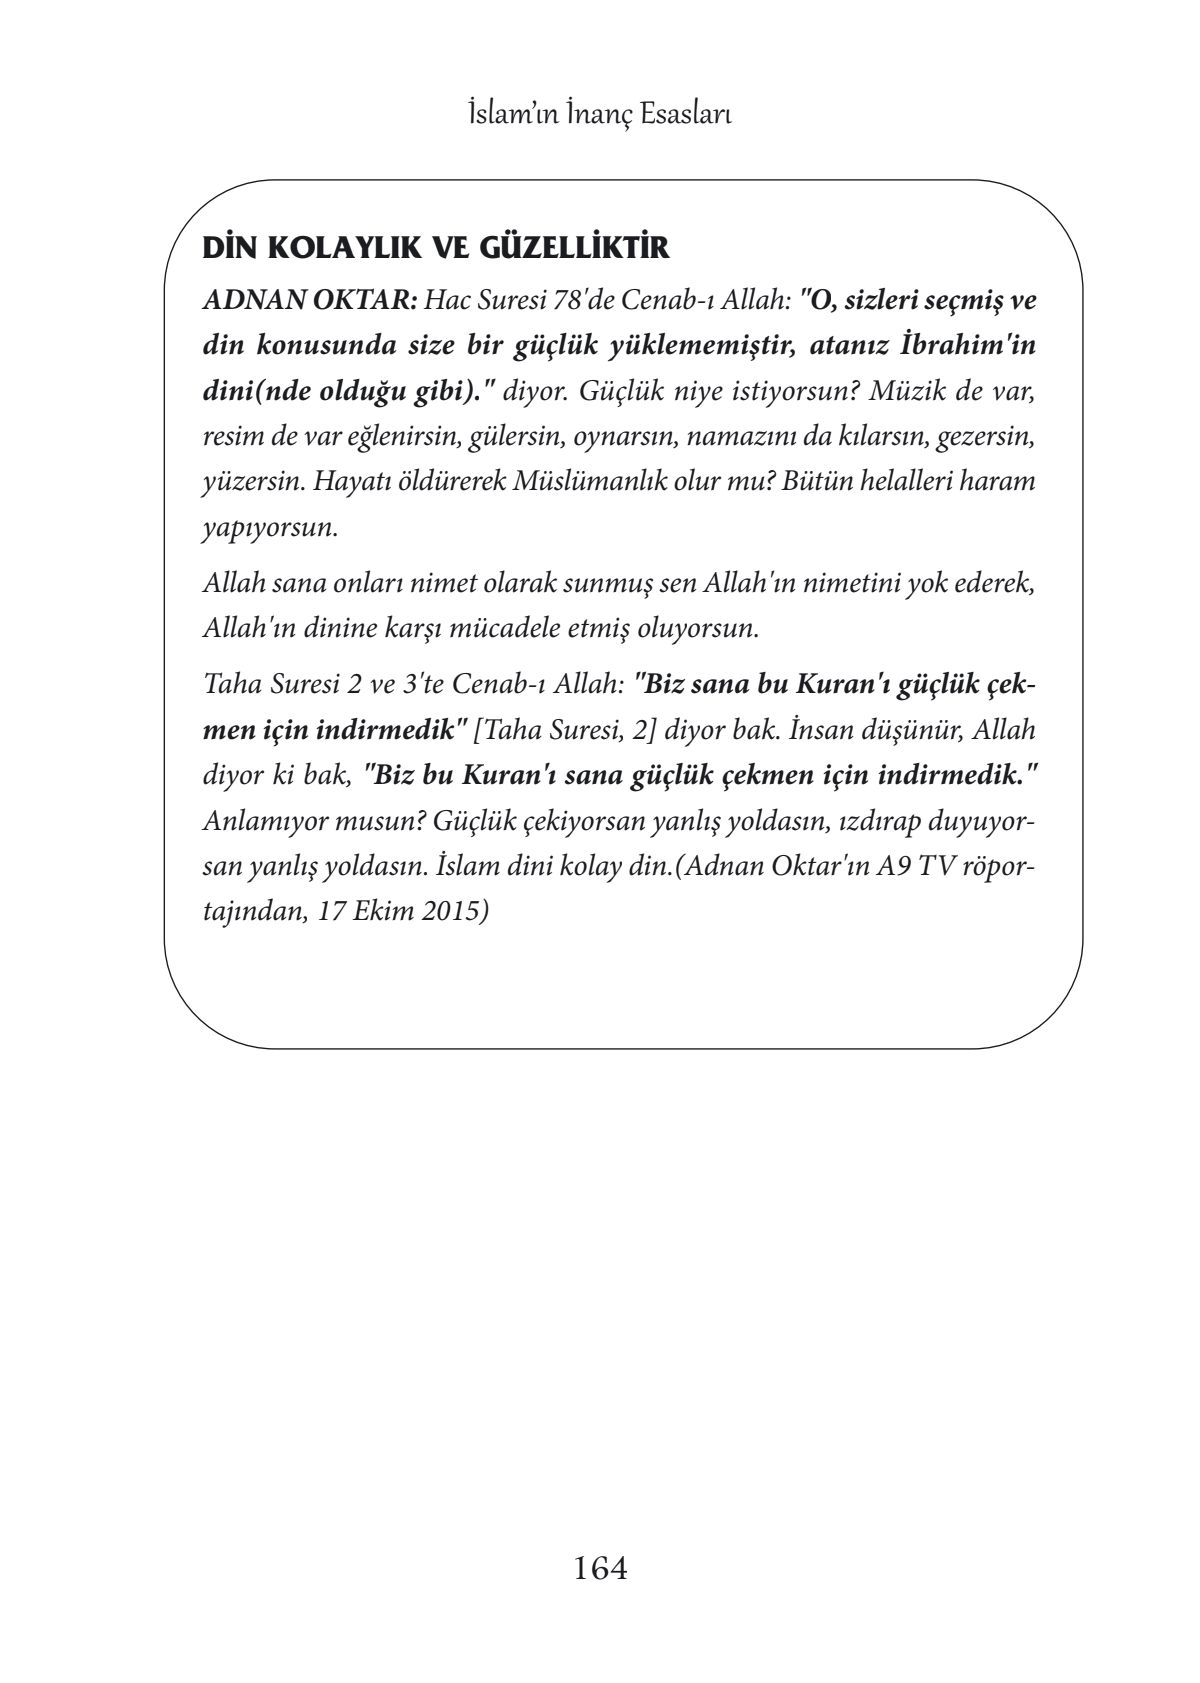 İslam’ın İnanç Esasları
DİN KOLAYLIK VE GÜZELLİKTİR
ADNAN OKTAR: Hac Suresi 78'de Cenab-ı Allah: "O, sizleri seçmiş ve
din konusunda size bir güçlük yüklememiştir, atanız İbrahim'in
dini(nde olduğu gibi)." diyor. Güçlük niye istiyorsun? Müzik de var,
resim de var eğlenirsin, gülersin, oynarsın, namazını da kılarsın, gezersin,
yüzersin. Hayatı öldürerek Müslümanlık olur mu? Bütün helalleri haram
yapıyorsun.
Allah sana onları nimet olarak sunmuş sen Allah'ın nimetini yok ederek,
Allah'ın dinine karşı mücadele etmiş oluyorsun.
Taha Suresi 2 ve 3'te Cenab-ı Allah: "Biz sana bu Kuran'ı güçlük çek-
men için indirmedik" [Taha Suresi, 2] diyor bak. İnsan düşünür, Allah
diyor ki bak, "Biz bu Kuran'ı sana güçlük çekmen için indirmedik."
Anlamıyor musun? Güçlük çekiyorsan yanlış yoldasın, ızdırap duyuyor-
san yanlış yoldasın. İslam dini kolay din.(Adnan Oktar'ın A9 TV röpor-
tajından, 17 Ekim 2015)
164